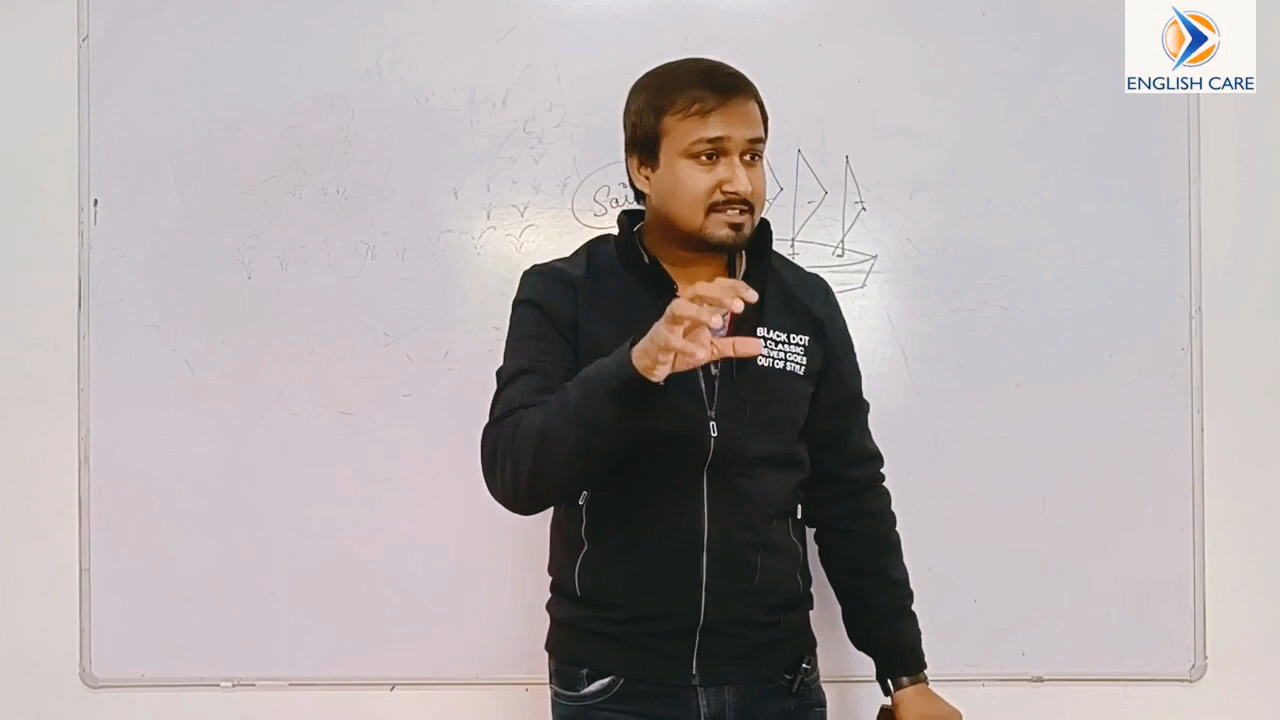 ENGLISH CARE
BLACK DOT
A CLASSIC
NEVER GOES
OUT OF STYLE